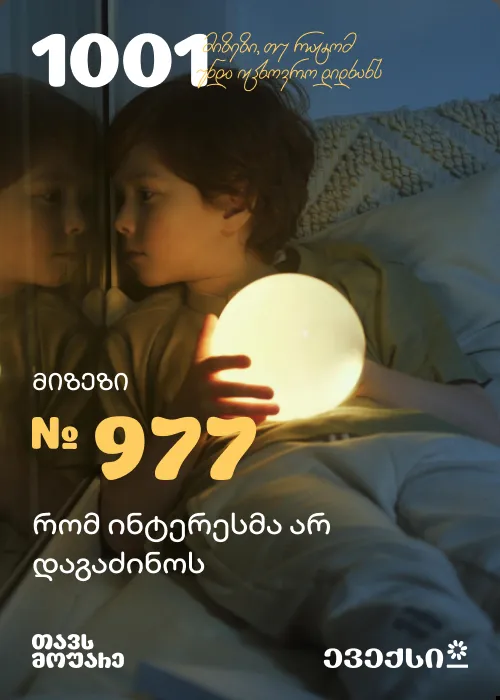 1001 მიზეზი, თუ რატომ
უნდა იცხოვრო დიდხანს
მიზეზი
№ 977
რომ ინტერესმა არ
დაგაძინოს
თავს
მოუარე
ევექსი